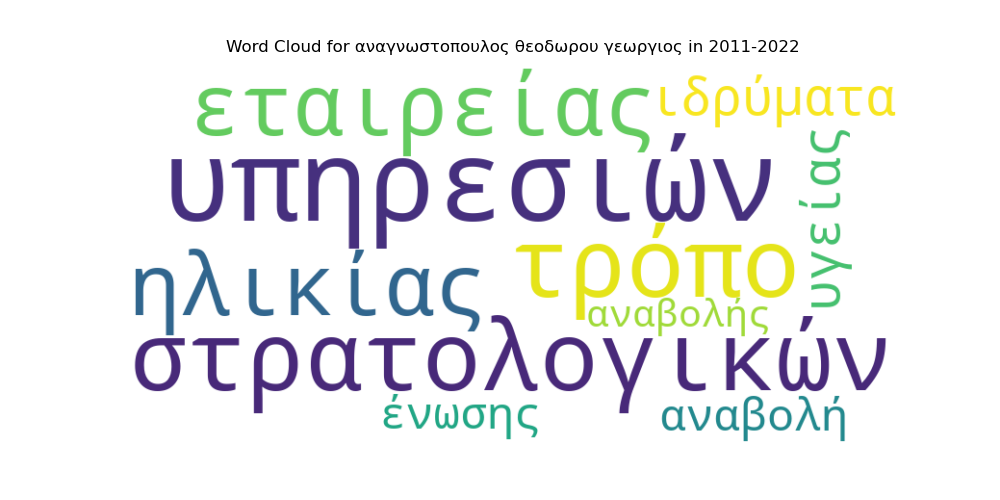 Word Cloud for αναγνωστοπουλος θεοδωρου γεωργιος in 2011-2022
εταιρείας ιδρύματα
υπηρεσιών
υγείας
ηλικίας τρόπο
αναβολής
στρατολογικών
ένωσης αναβολή